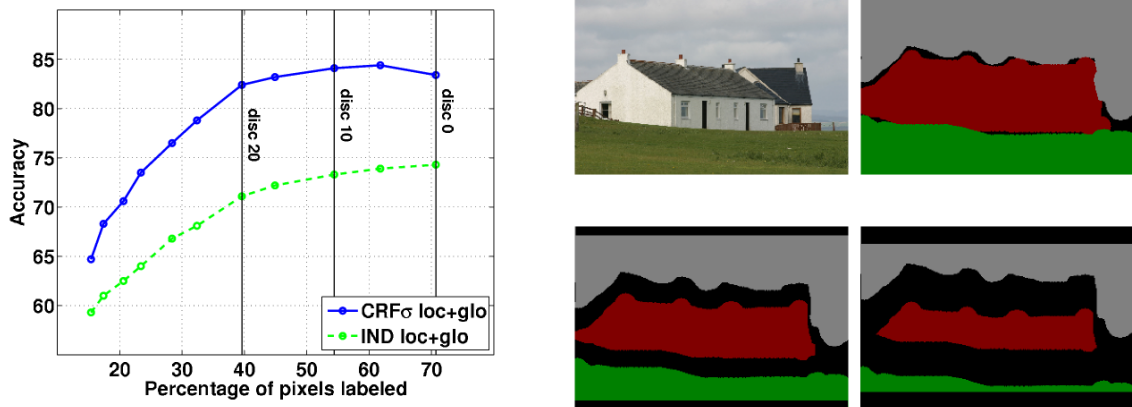 85
80
75
70
65
60
Accuracy
disc 20
disc 10
disc 0
CRFσ loc+glo
IND loc+glo
20 30 40 50 60 70
Percentage of pixels labeled